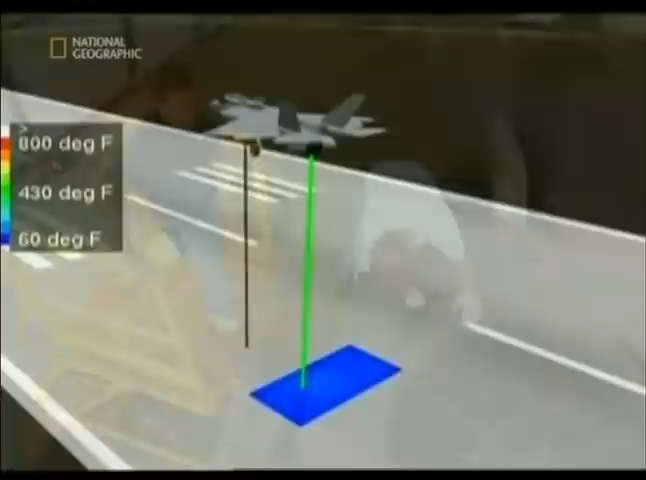 NATIONAL
GEOGRAPHIC
800 deg F
430 deg F
60 deg F